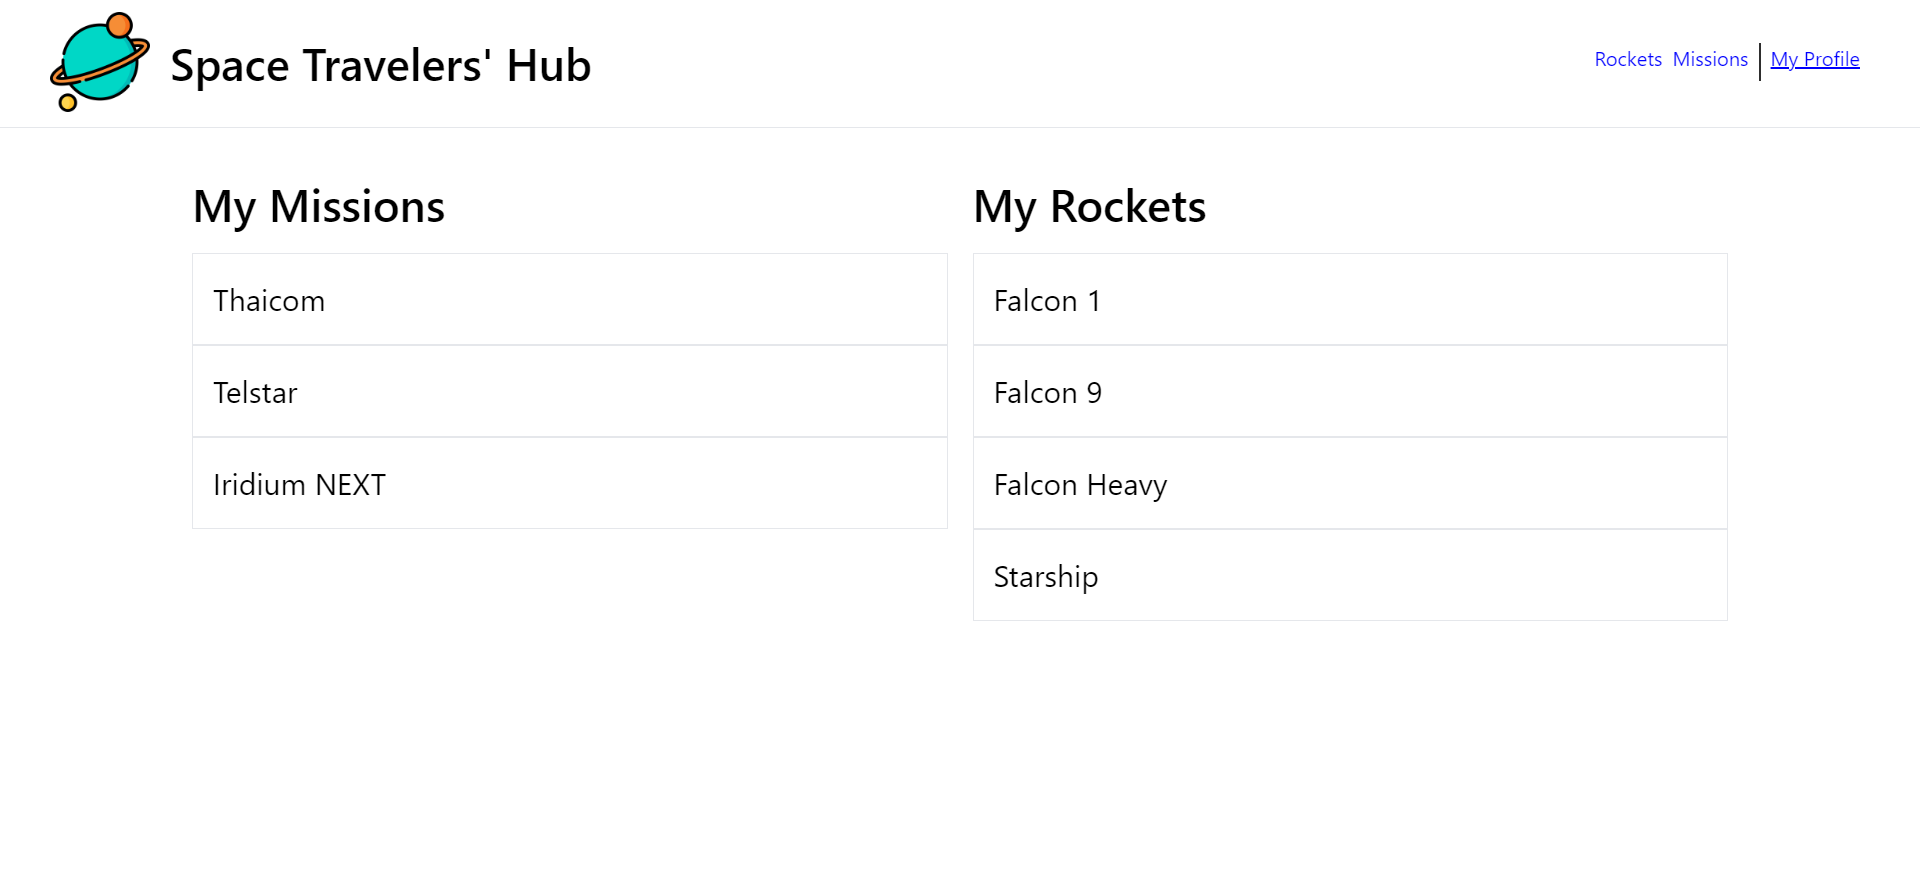 Space Travelers' Hub
Rockets Missions My Profile
My Missions
Thaicom
Telstar
Iridium NEXT
My Rockets
Falcon 1
Falcon 9
Falcon Heavy
Starship